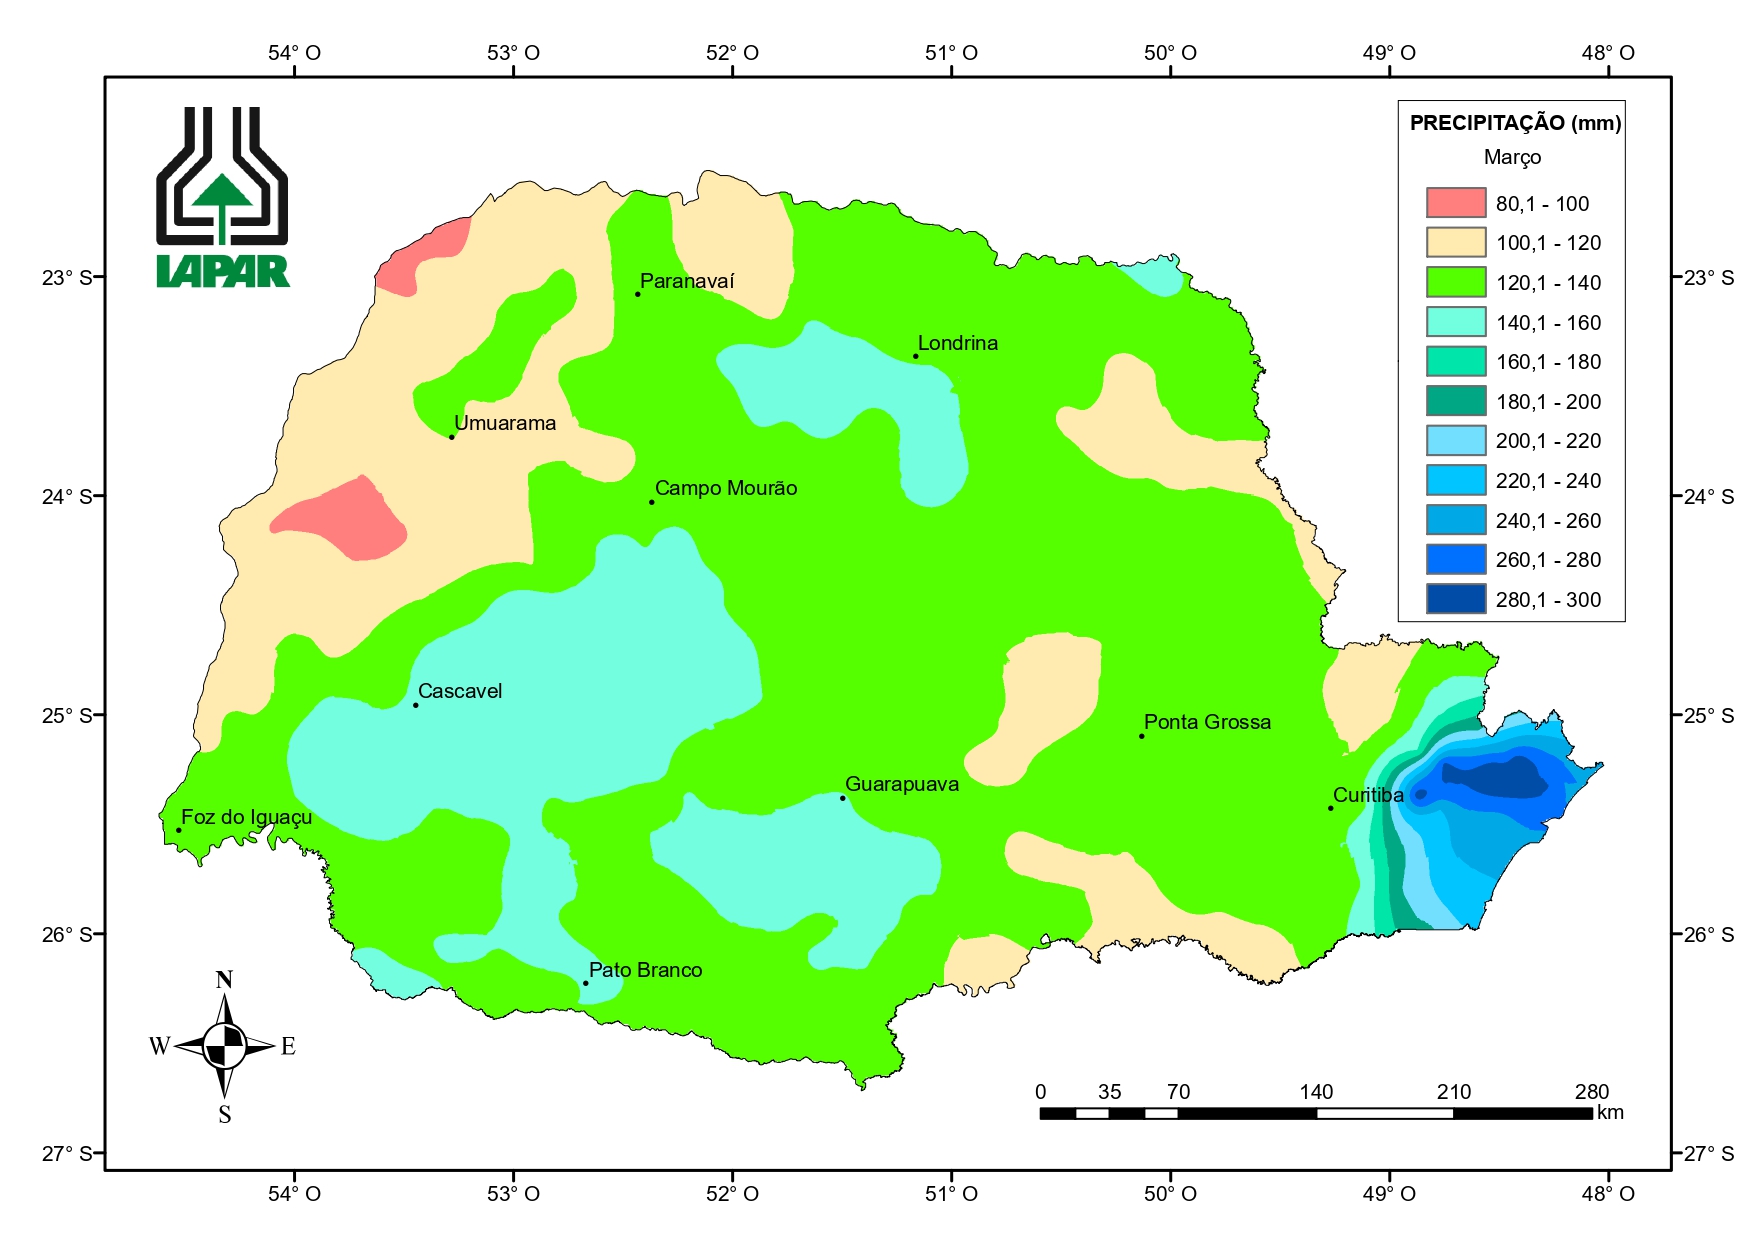 54° O 53° O 52° O 51° O 50° O 49° O 48° O
IAPAR
PRECIPITAÇÃO (mm)
Março
80,1 - 100
100,1 - 120
120,1 - 140
140,1 - 160
160,1 - 180
180,1 - 200
200,1 - 220
220,1 - 240
240,1 - 260
260,1 - 280
280,1 - 300
23° S 23° S
Paranavaí
Londrina
Umuarama
Campo Mourão
24° S 24° S
Cascavel
25° S 25° S
Ponta Grossa
Guarapuava
Curitiba
Foz do Iguaçu
26° S 26° S
Pato Branco
N
W E
S
0 35 70 140 210 280
km
27° S 27° S
54° O 53° O 52° O 51° O 50° O 49° O 48° O